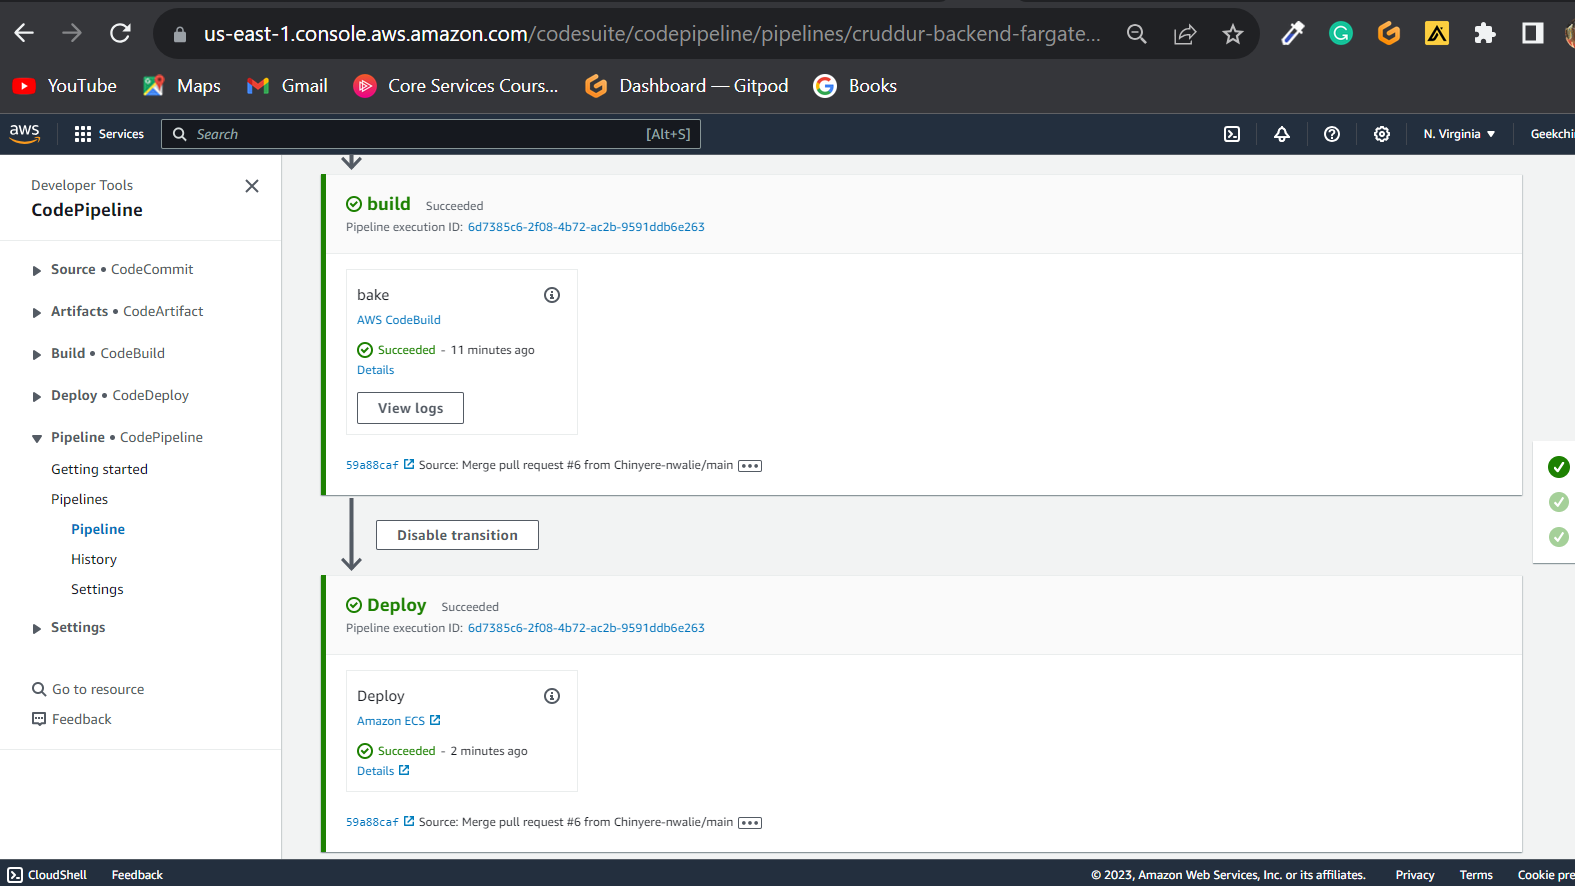 us-east-1.console.aws.amazon.com/codesuite/codepipeline/pipelines/cruddur-backend-fargate...
YouTube Maps Gmail Core Services Cours... Dashboard — Gitpod Books
aws Services Search [Alt+S] N. Virginia Geekchi
Developer Tools
CodePipeline
Source • CodeCommit
Artifacts • CodeArtifact
Build • CodeBuild
Deploy • CodeDeploy
Pipeline • CodePipeline
Getting started
Pipelines
Pipeline
History
Settings
Settings
Go to resource
Feedback
build Succeeded
Pipeline execution ID: 6d7385c6-2f08-4b72-ac2b-9591ddb6e263
bake
AWS CodeBuild
Succeeded - 11 minutes ago
Details
View logs
59a88caf Source: Merge pull request #6 from Chinyere-nwalie/main
Disable transition
Deploy Succeeded
Pipeline execution ID: 6d7385c6-2f08-4b72-ac2b-9591ddb6e263
Deploy
Amazon ECS
Succeeded - 2 minutes ago
Details
59a88caf Source: Merge pull request #6 from Chinyere-nwalie/main
CloudShell Feedback © 2023, Amazon Web Services, Inc. or its affiliates. Privacy Terms Cookie pre